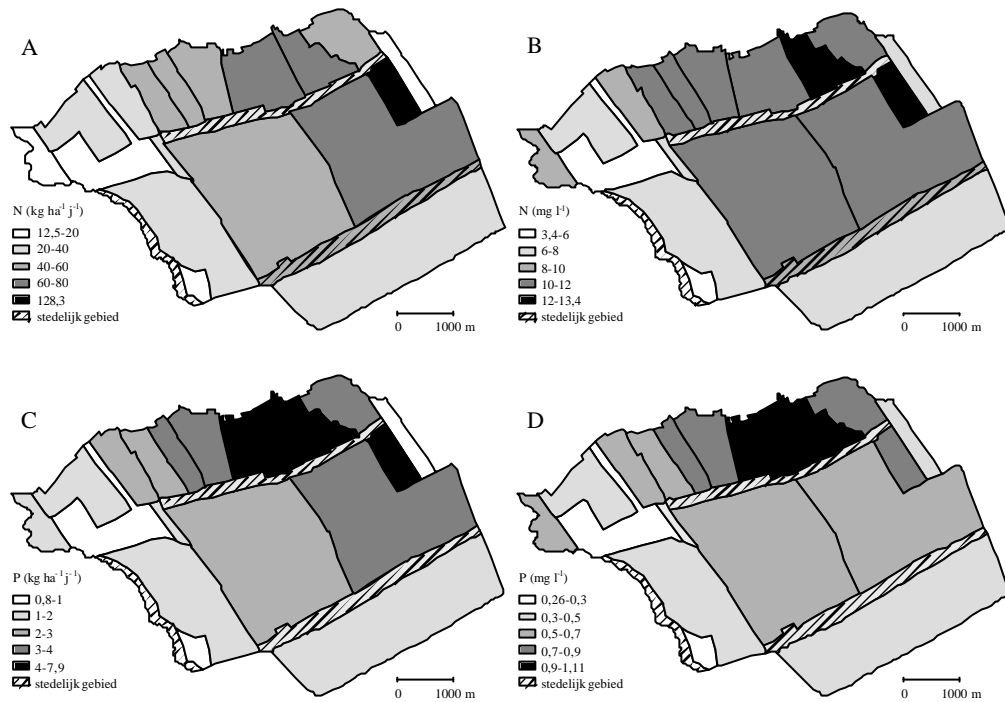 A
N (kg ha⁻¹ j⁻¹)
12,5-20
20-40
40-60
60-80
128,3
stedelijk gebied
0 1000 m
B
N (mg l⁻¹)
3,4-6
6-8
8-10
10-12
12-13,4
stedelijk gebied
0 1000 m
C
P (kg ha⁻¹ j⁻¹)
0,8-1
1-2
2-3
3-4
4-7,9
stedelijk gebied
0 1000 m
D
P (mg l⁻¹)
0,26-0,3
0,3-0,5
0,5-0,7
0,7-0,9
0,9-1,11
stedelijk gebied
0 1000 m